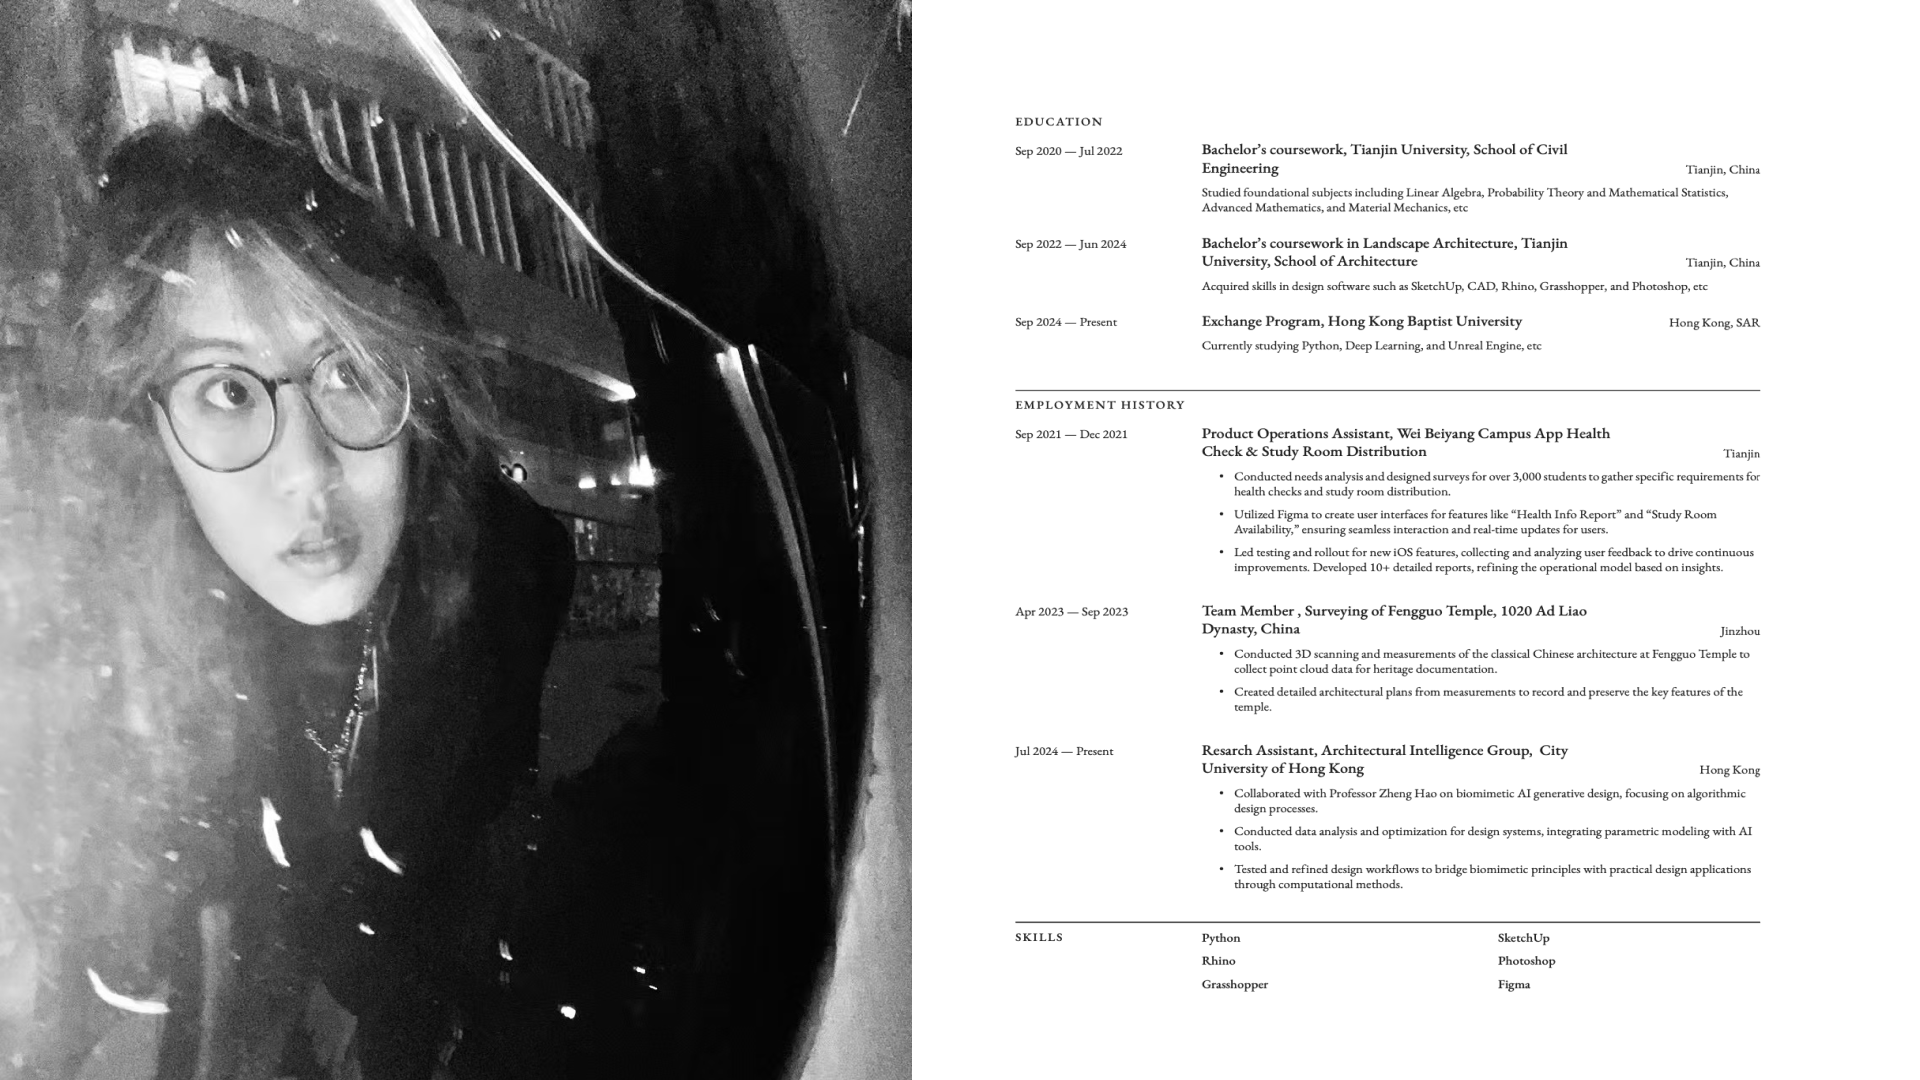 EDUCATION
Sep 2020 — Jul 2022
Bachelor’s coursework, Tianjin University, School of Civil
Engineering
Tianjin, China
Studied foundational subjects including Linear Algebra, Probability Theory and Mathematical Statistics,
Advanced Mathematics, and Material Mechanics, etc
Sep 2022 — Jun 2024
Bachelor’s coursework in Landscape Architecture, Tianjin
University, School of Architecture
Tianjin, China
Acquired skills in design software such as SketchUp, CAD, Rhino, Grasshopper, and Photoshop, etc
Sep 2024 — Present
Exchange Program, Hong Kong Baptist University
Hong Kong, SAR
Currently studying Python, Deep Learning, and Unreal Engine, etc
EMPLOYMENT HISTORY
Sep 2021 — Dec 2021
Product Operations Assistant, Wei Beiyang Campus App Health
Check & Study Room Distribution
Tianjin
• Conducted needs analysis and designed surveys for over 3,000 students to gather specific requirements for
health checks and study room distribution.
• Utilized Figma to create user interfaces for features like “Health Info Report” and “Study Room
Availability,” ensuring seamless interaction and real-time updates for users.
• Led testing and rollout for new iOS features, collecting and analyzing user feedback to drive continuous
improvements. Developed 10+ detailed reports, refining the operational model based on insights.
Apr 2023 — Sep 2023
Team Member , Surveying of Fengguo Temple, 1020 Ad Liao
Dynasty, China
Jinzhou
• Conducted 3D scanning and measurements of the classical Chinese architecture at Fengguo Temple to
collect point cloud data for heritage documentation.
• Created detailed architectural plans from measurements to record and preserve the key features of the
temple.
Jul 2024 — Present
Resarch Assistant, Architectural Intelligence Group,  City
University of Hong Kong
Hong Kong
• Collaborated with Professor Zheng Hao on biomimetic AI generative design, focusing on algorithmic
design processes.
• Conducted data analysis and optimization for design systems, integrating parametric modeling with AI
tools.
• Tested and refined design workflows to bridge biomimetic principles with practical design applications
through computational methods.
SKILLS
Python
SketchUp
Rhino
Photoshop
Grasshopper
Figma